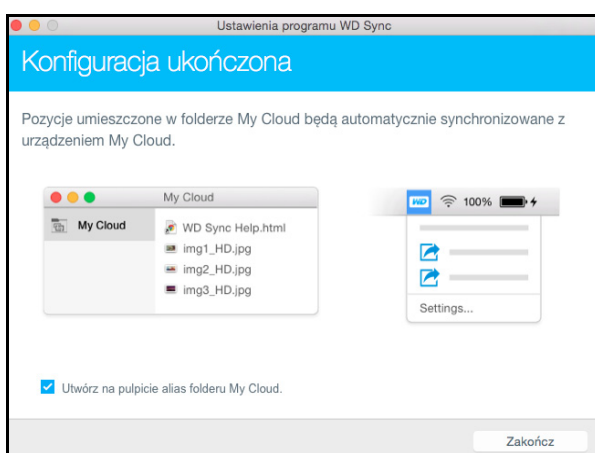 Ustawienia programu WD Sync
Konfiguracja ukończona
Pozycje umieszczone w folderze My Cloud będą automatycznie synchronizowane z
urządzeniem My Cloud.
My Cloud
My Cloud
WD Sync Help.html
img1_HD.jpg
img2_HD.jpg
img3_HD.jpg
WD 100%
Settings...
Utwórz na pulpicie alias folderu My Cloud.
Zakończ